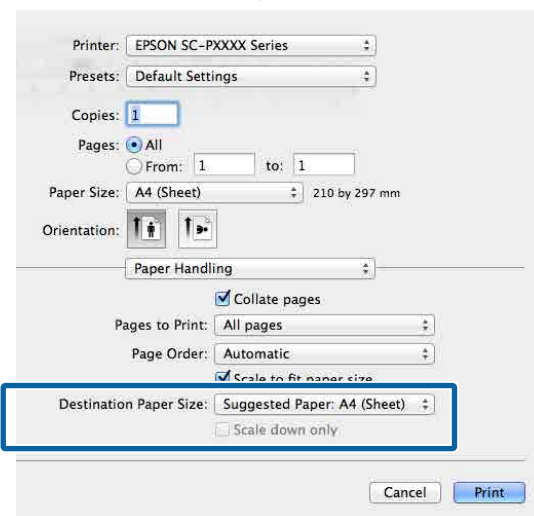 Printer: EPSON SC-PXXXX Series
Presets: Default Settings
Copies: 1
Pages: All
From: 1 to: 1
Paper Size: A4 (Sheet) 210 by 297 mm
Orientation:
Paper Handling
Collate pages
Pages to Print: All pages
Page Order: Automatic
Scale to fit paper size
Destination Paper Size: Suggested Paper: A4 (Sheet)
Scale down only
Cancel Print